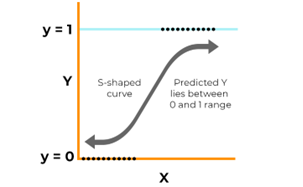 y = 1
Y
S-shaped
curve
Predicted Y
lies between
0 and 1 range
y = 0
X